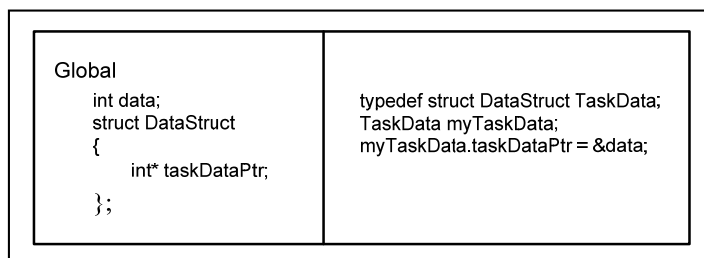 Global
int data;
struct DataStruct
{
int* taskDataPtr;
};
typedef struct DataStruct TaskData;
TaskData myTaskData;
myTaskData.taskDataPtr = &data;